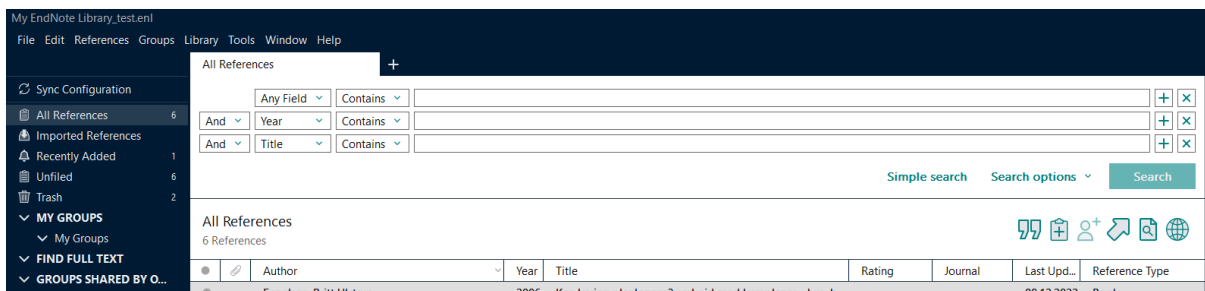 My EndNote Library_test.enl
File Edit References Groups Library Tools Window Help
All References
Sync Configuration
All References 6
Imported References
Recently Added 1
Unfiled 6
Trash 2
MY GROUPS
My Groups
FIND FULL TEXT
GROUPS SHARED BY O...
Any Field Contains
And Year Contains
And Title Contains
Simple search Search options Search
All References
6 References
Author Year Title Rating Journal Last Upd... Reference Type